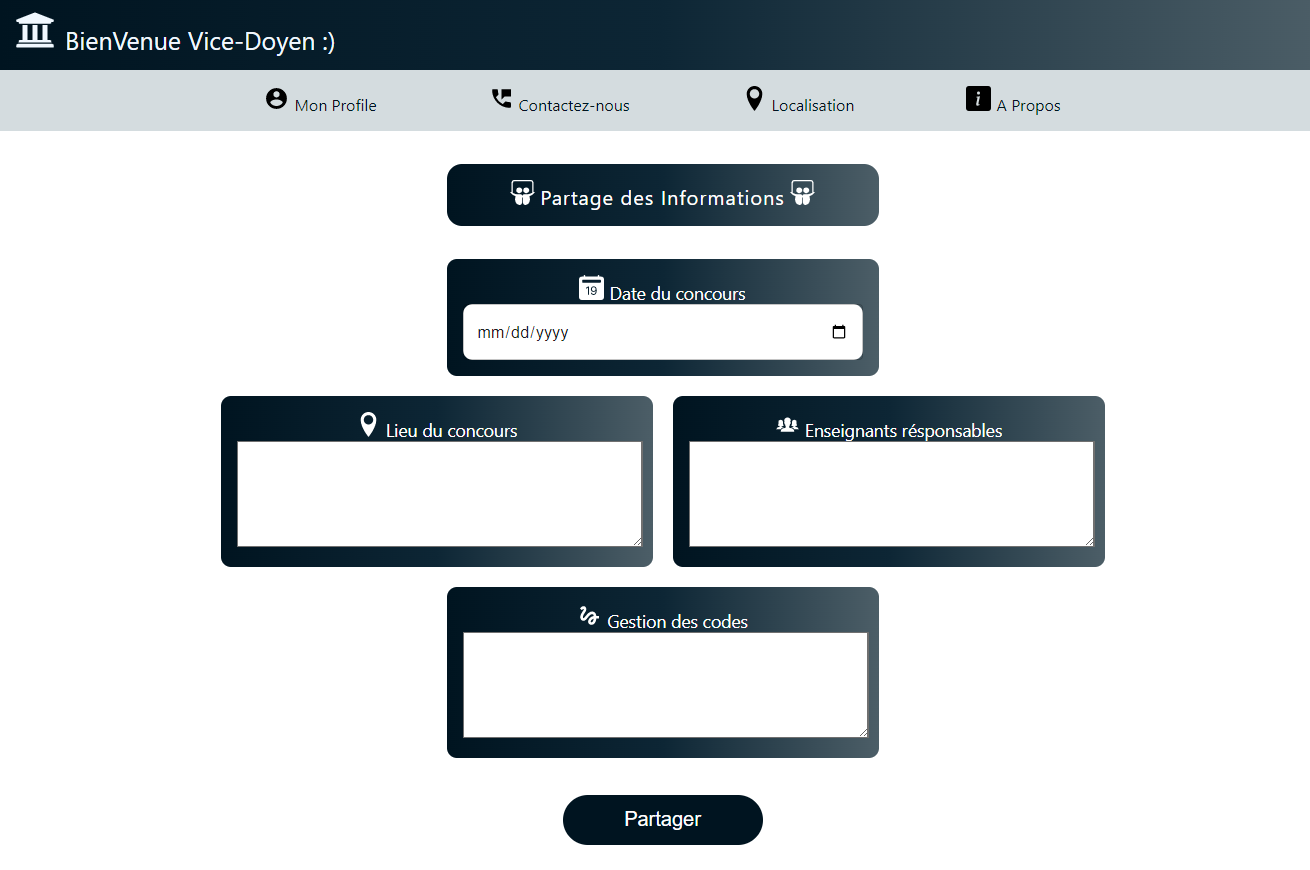 BienVenue Vice-Doyen :)
Mon Profile
Contactez-nous
Localisation
A Propos
Partage des Informations
19 Date du concours
mm/dd/yyyy
Lieu du concours
Enseignants résponsables
Gestion des codes
Partager